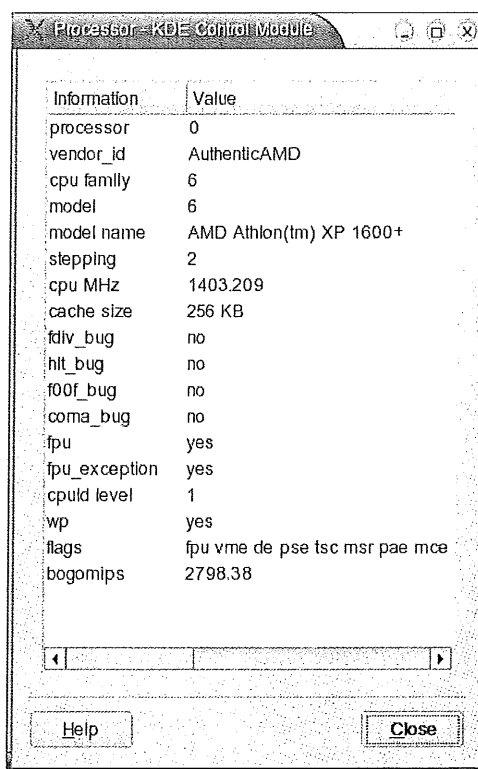 Processor - KDE Control Module
Information Value
processor 0
vendor_id AuthenticAMD
cpu family 6
model 6
model name AMD Athlon(tm) XP 1600+
stepping 2
cpu MHz 1403.209
cache size 256 KB
fdiv_bug no
hlt_bug no
f00f_bug no
coma_bug no
fpu yes
fpu_exception yes
cpuid level 1
wp yes
flags fpu vme de pse tsc msr pae mce
bogomips 2798.38
Help Close